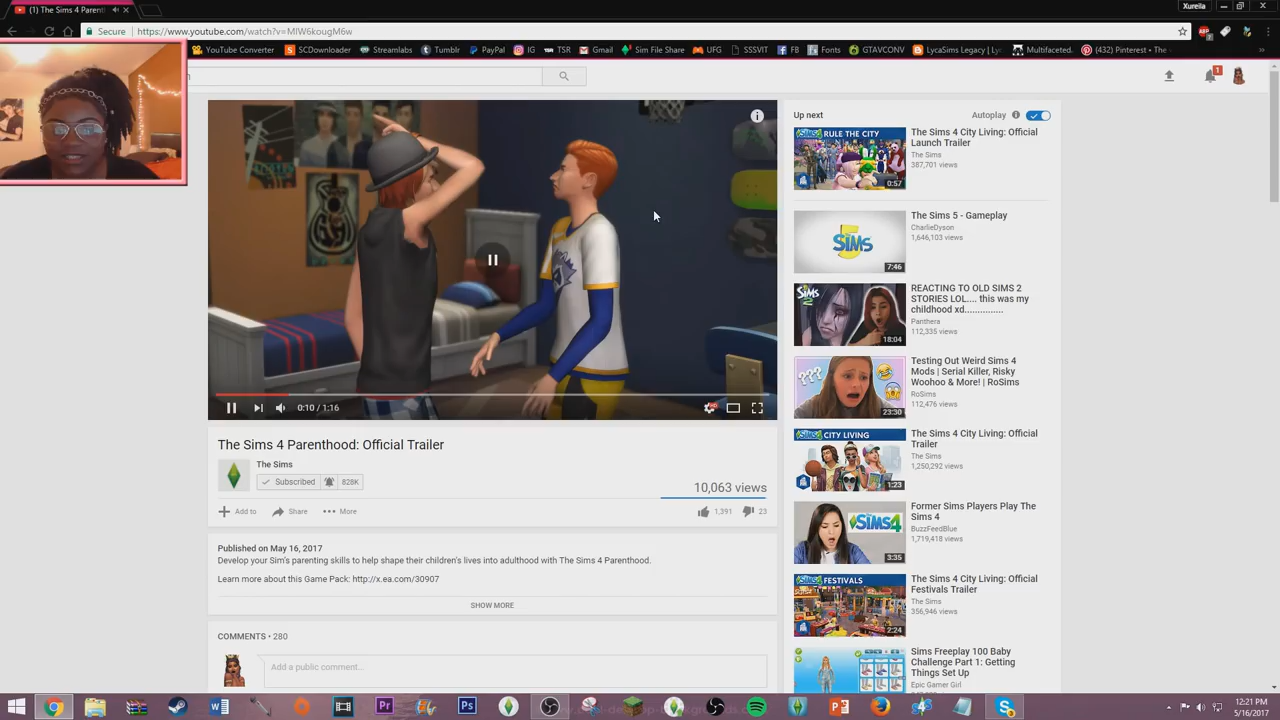 (1) The Sims 4 Parent
Xureila
Secure
https://www.youtube.com/watch?v=MlW6kougM6w
YouTube Converter
SCDownloader
Streamlabs
Tumblr
PayPal
IG
TSR
Gmail
Sim File Share
UFG
SSSVIT
FB
Fonts
GTAVCONV
LycaSims Legacy | Ly
Multifaceted.
(432) Pinterest • The
1
0:10 / 1:16
The Sims 4 Parenthood: Official Trailer
The Sims
Subscribed
828K
10,063 views
Add to
Share
More
1,391
23
Published on May 16, 2017
Develop your Sim's parenting skills to help shape their children's lives into adulthood with The Sims 4 Parenthood.
Learn more about this Game Pack: http://x.ea.com/30907
SHOW MORE
COMMENTS • 280
Add a public comment...
Up next
Autoplay
RULE THE CITY
0:57
The Sims 4 City Living: Official
Launch Trailer
The Sims
387,701 views
5
SIMS
7:46
The Sims 5 - Gameplay
CharlieDyson
1,646,103 views
SIMS
2
18:04
REACTING TO OLD SIMS 2
STORIES LOL.... this was my
childhood xd...............
Panthera
112,335 views
???
23:30
Testing Out Weird Sims 4
Mods | Serial Killer, Risky
Woohoo & More! | RoSims
RoSims
112,476 views
CITY LIVING
1:23
The Sims 4 City Living: Official
Trailer
The Sims
1,250,292 views
SIMS4
3:35
Former Sims Players Play The
Sims 4
BuzzFeedBlue
1,719,418 views
FESTIVALS
2:24
The Sims 4 City Living: Official
Festivals Trailer
The Sims
356,946 views
Sims Freeplay 100 Baby
Challenge Part 1: Getting
Things Set Up
Epic Gamer Girl
12:21 PM
5/16/2017